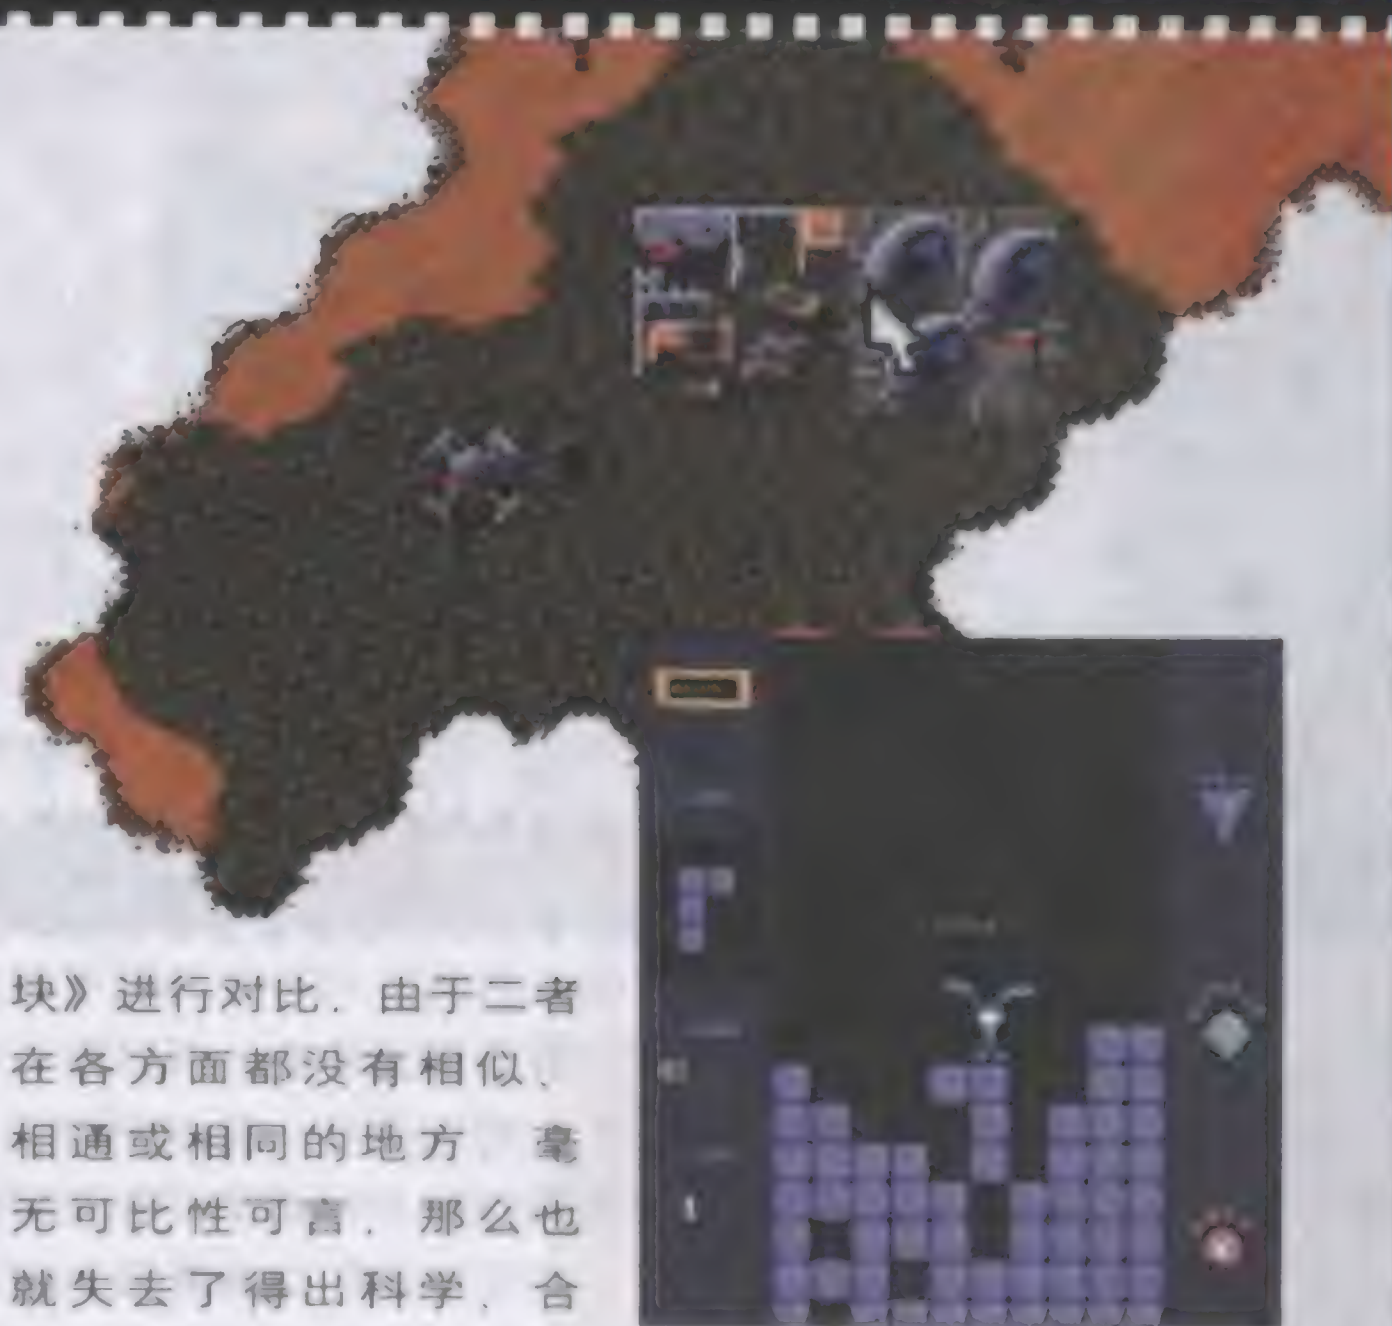 块》进行对比，由于二者
在各方面都没有相似、
相通或相同的地方，毫
无可比性可言，那么也
就失去了得出科学、合